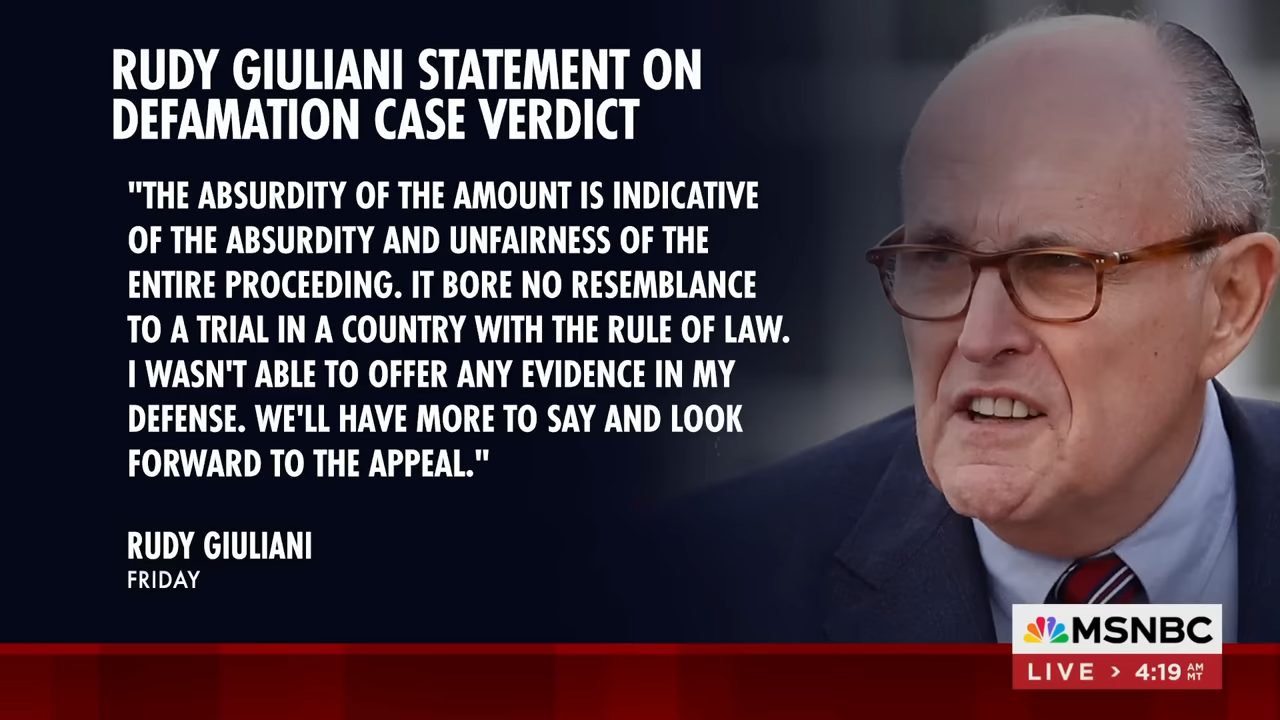 RUDY GIULIANI STATEMENT ON
DEFAMATION CASE VERDICT
"THE ABSURDITY OF THE AMOUNT IS INDICATIVE
OF THE ABSURDITY AND UNFAIRNESS OF THE
ENTIRE PROCEEDING. IT BORE NO RESEMBLANCE
TO A TRIAL IN A COUNTRY WITH THE RULE OF LAW.
I WASN'T ABLE TO OFFER ANY EVIDENCE IN MY
DEFENSE. WE'LL HAVE MORE TO SAY AND LOOK
FORWARD TO THE APPEAL."
RUDY GIULIANI
FRIDAY
MSNBC
LIVE > 4:19 AM MT